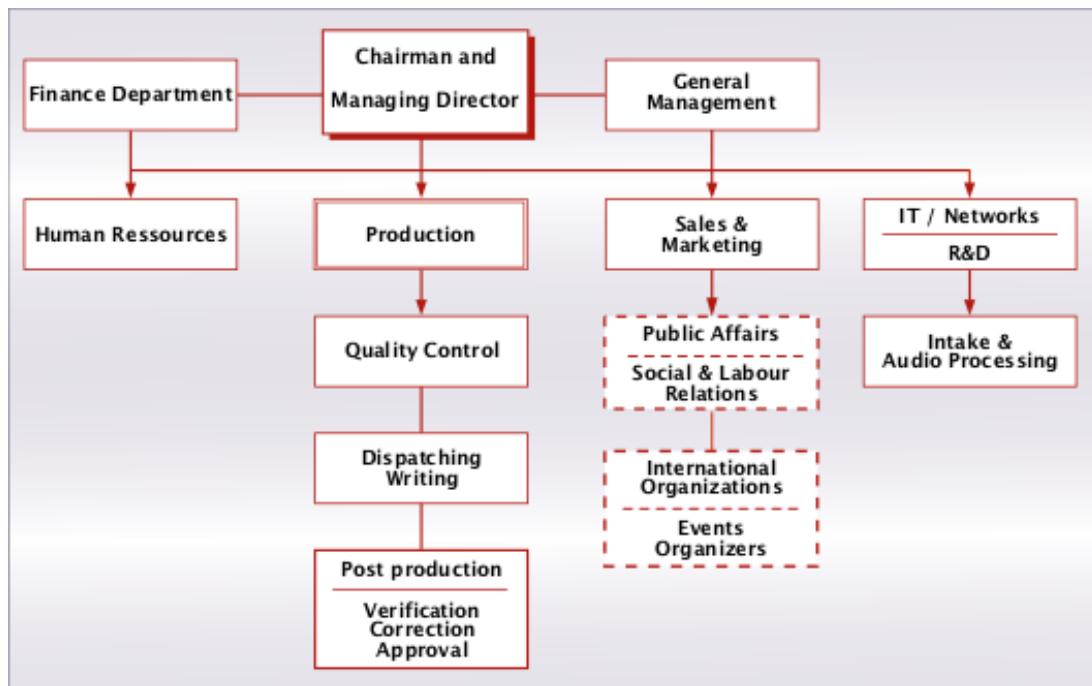 Chairman and
Managing Director
Finance Department
General
Management
Human Ressources
Production
Sales &
Marketing
IT / Networks
R&D
Quality Control
Public Affairs
Social & Labour
Relations
Intake &
Audio Processing
Dispatching
Writing
International
Organizations
Events
Organizers
Post production
Verification
Correction
Approval